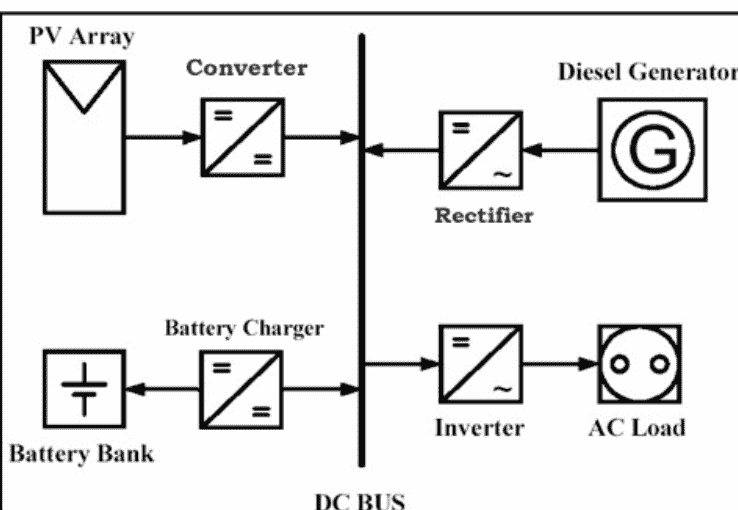 PV Array
Converter
Diesel Generator
=
=
=
~
G
Rectifier
Battery Charger
=
=
=
~
Battery Bank
Inverter
AC Load
DC BUS